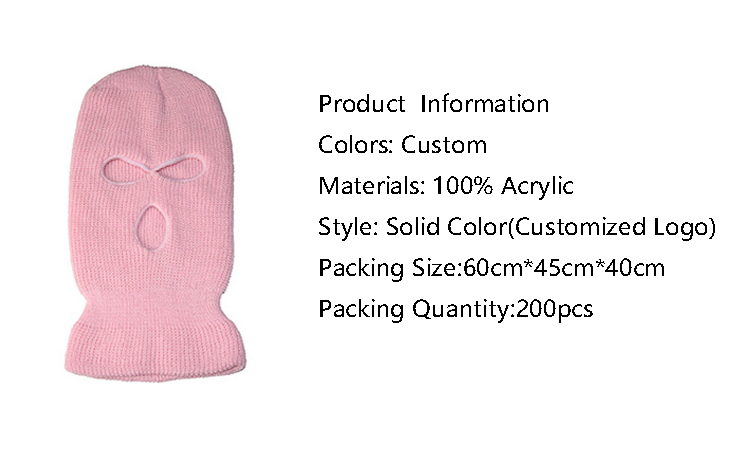 Product  Information
Colors: Custom
Materials: 100% Acrylic
Style: Solid Color(Customized Logo)
Packing Size:60cm*45cm*40cm
Packing Quantity:200pcs